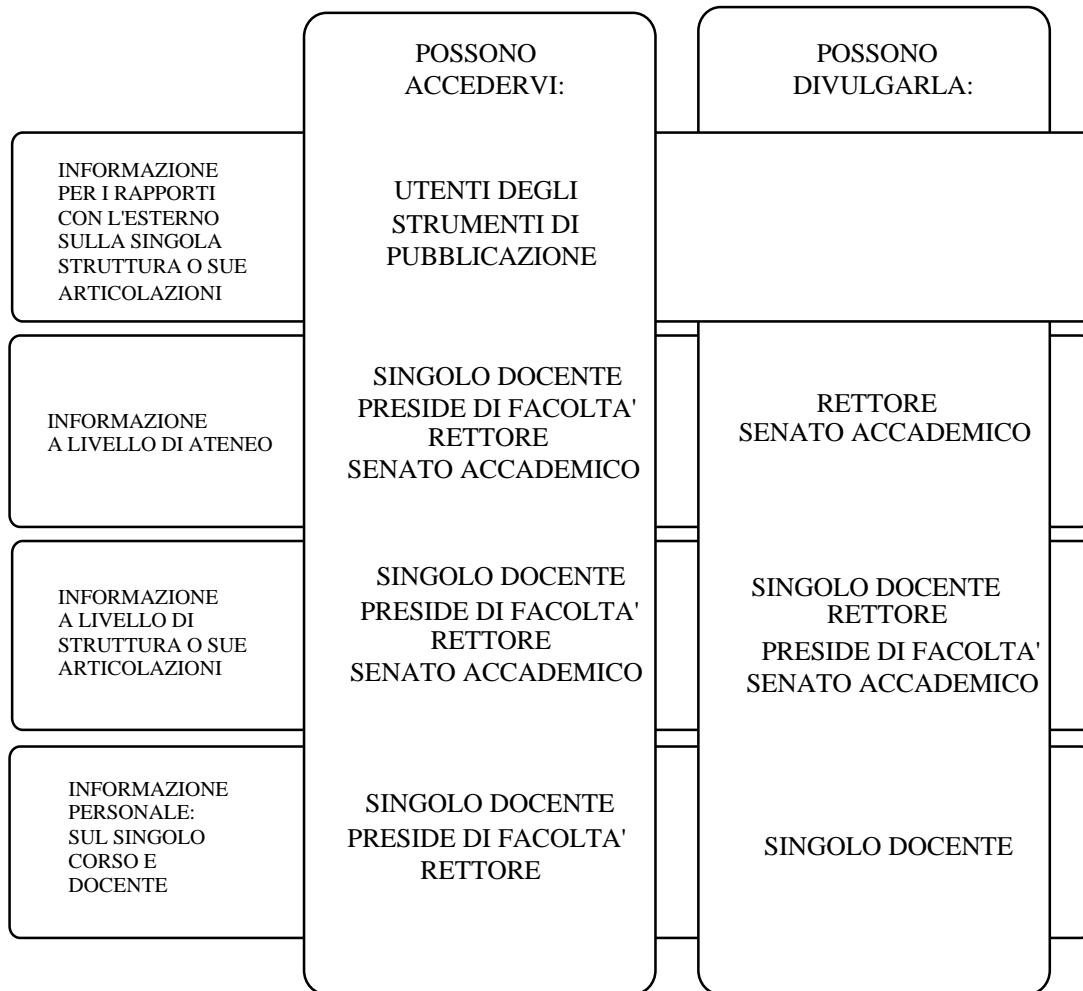 POSSONO
ACCEDERVI:
POSSONO
DIVULGARLA:
INFORMAZIONE
PER I RAPPORTI
CON L'ESTERNO
SULLA SINGOLA
STRUTTURA O SUE
ARTICOLAZIONI
UTENTI DEGLI
STRUMENTI DI
PUBBLICAZIONE
INFORMAZIONE
A LIVELLO DI ATENEO
SINGOLO DOCENTE
PRESIDE DI FACOLTA'
RETTORE
SENATO ACCADEMICO
RETTORE
SENATO ACCADEMICO
INFORMAZIONE
A LIVELLO DI
STRUTTURA O SUE
ARTICOLAZIONI
SINGOLO DOCENTE
PRESIDE DI FACOLTA'
RETTORE
SENATO ACCADEMICO
SINGOLO DOCENTE
RETTORE
PRESIDE DI FACOLTA'
SENATO ACCADEMICO
INFORMAZIONE
PERSONALE:
SUL SINGOLO
CORSO E
DOCENTE
SINGOLO DOCENTE
PRESIDE DI FACOLTA'
RETTORE
SINGOLO DOCENTE